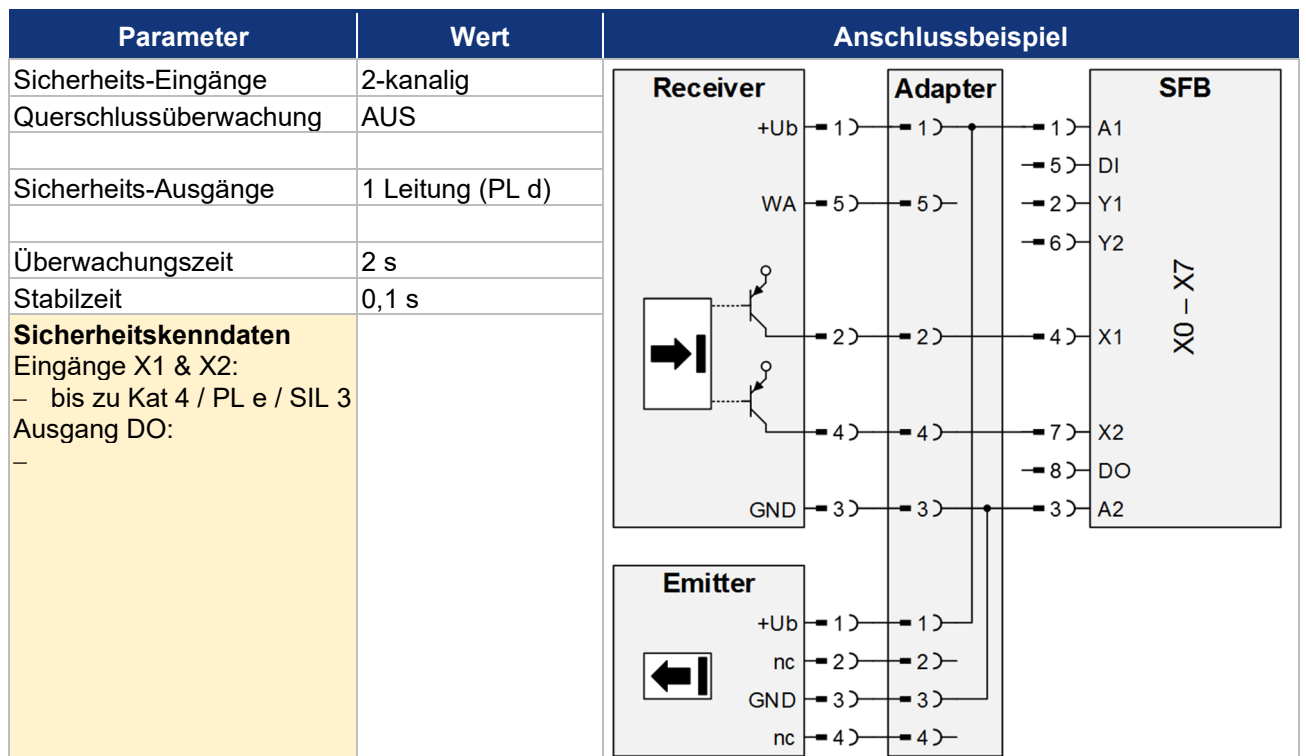 Parameter Wert Anschlussbeispiel
Sicherheits-Eingänge 2-kanalig
Querschlussüberwachung AUS
Sicherheits-Ausgänge 1 Leitung (PL d)
Überwachungszeit 2 s
Stabilzeit 0,1 s
Sicherheitskenndaten
Eingänge X1 & X2:
– bis zu Kat 4 / PL e / SIL 3
Ausgang DO:
–
Receiver Adapter SFB
+Ub 1 1 1 A1
5 DI
WA 5 5 2 Y1
6 Y2
X0 – X7
2 2 4 X1
4 4 7 X2
8 DO
GND 3 3 3 A2
Emitter
+Ub 1 1
nc 2 2
GND 3 3
nc 4 4